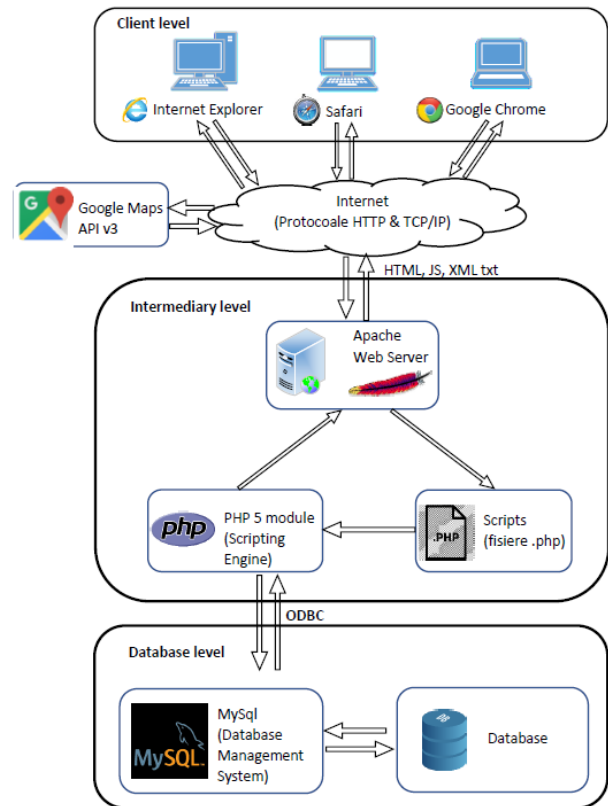 Client level
Internet Explorer
Safari
Google Chrome
Internet
(Protocoale HTTP & TCP/IP)
G
Google Maps
API v3
HTML, JS, XML txt
Intermediary level
Apache
Web Server
php
PHP 5 module
(Scripting
Engine)
.PHP
Scripts
(fisiere .php)
ODBC
Database level
MySQL.
MySql
(Database
Management
System)
Database